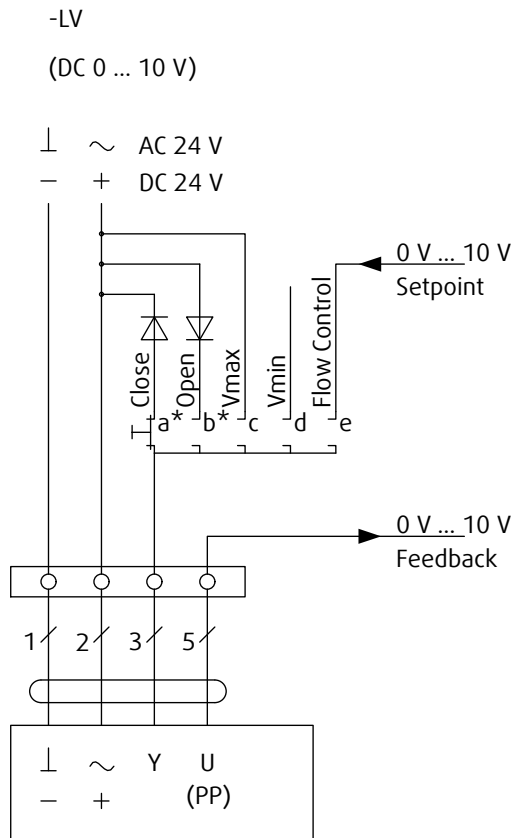 -LV
(DC 0 ... 10 V)
⊥ ~ AC 24 V
− + DC 24 V
0 V ... 10 V
Setpoint
Close
Open
Vmax
Vmin
Flow Control
a* b* c d e
0 V ... 10 V
Feedback
1 2 3 5
⊥ ~ Y U
(PP)
− +